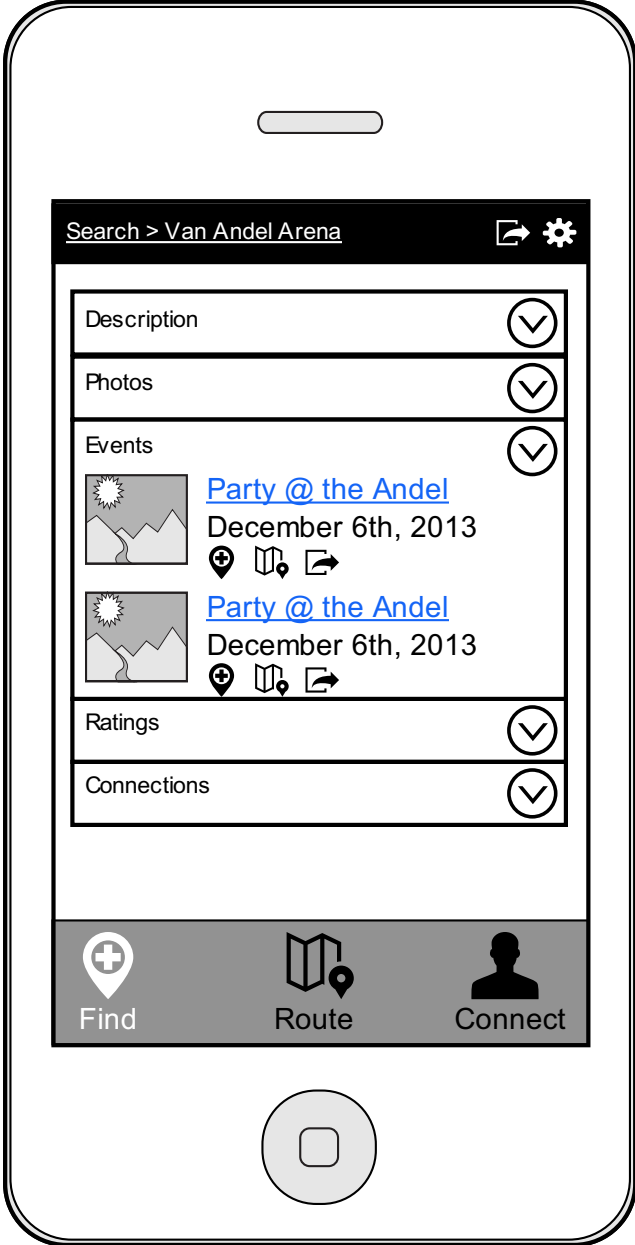 Search > Van Andel Arena
Description
Photos
Events
Party @ the Andel
December 6th, 2013
Party @ the Andel
December 6th, 2013
Ratings
Connections
Find
Route
Connect